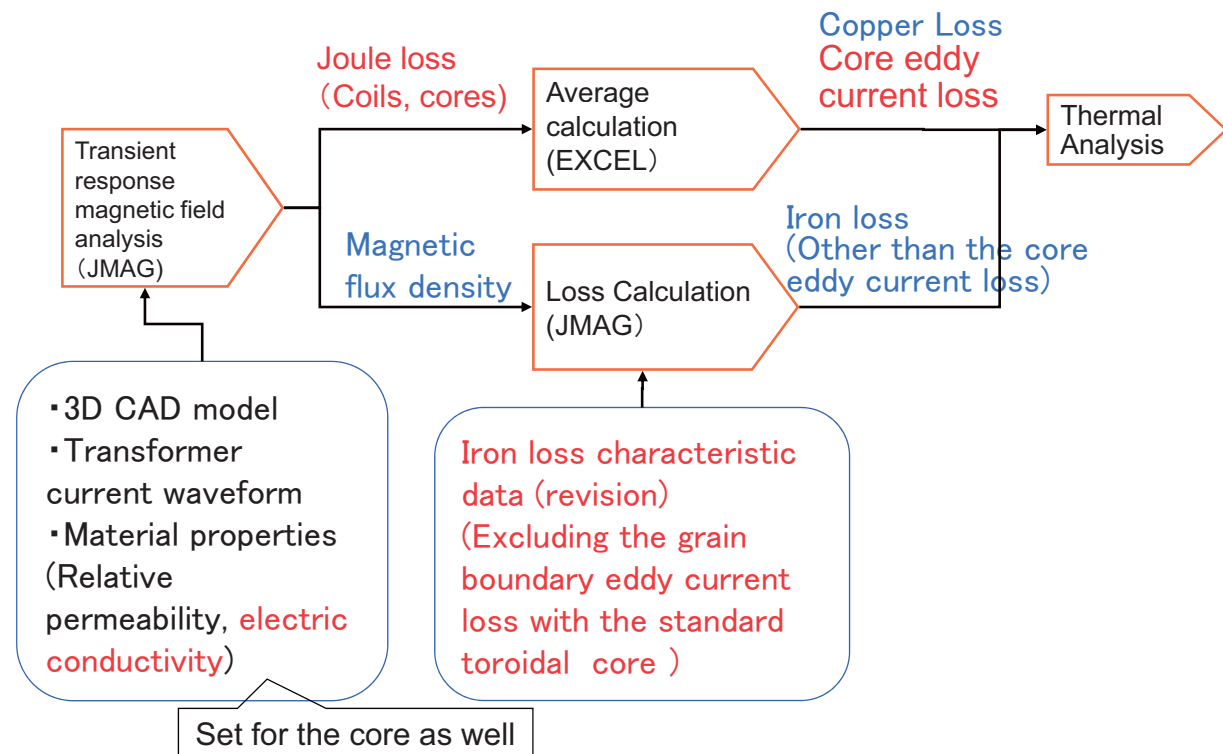 Joule loss
（Coils, cores)
Copper Loss
Core eddy
current loss
Transient
response
magnetic field
analysis
（JMAG)
Average
calculation
(EXCEL)
Thermal
Analysis
Magnetic
flux density
Loss Calculation
(JMAG）
Iron loss
(Other than the core
eddy current loss)
・3D CAD model
・Transformer
current waveform
・Material properties
(Relative
permeability, electric
conductivity)
Set for the core as well
Iron loss characteristic
data (revision)
(Excluding the grain
boundary eddy current
loss with the standard
toroidal core )